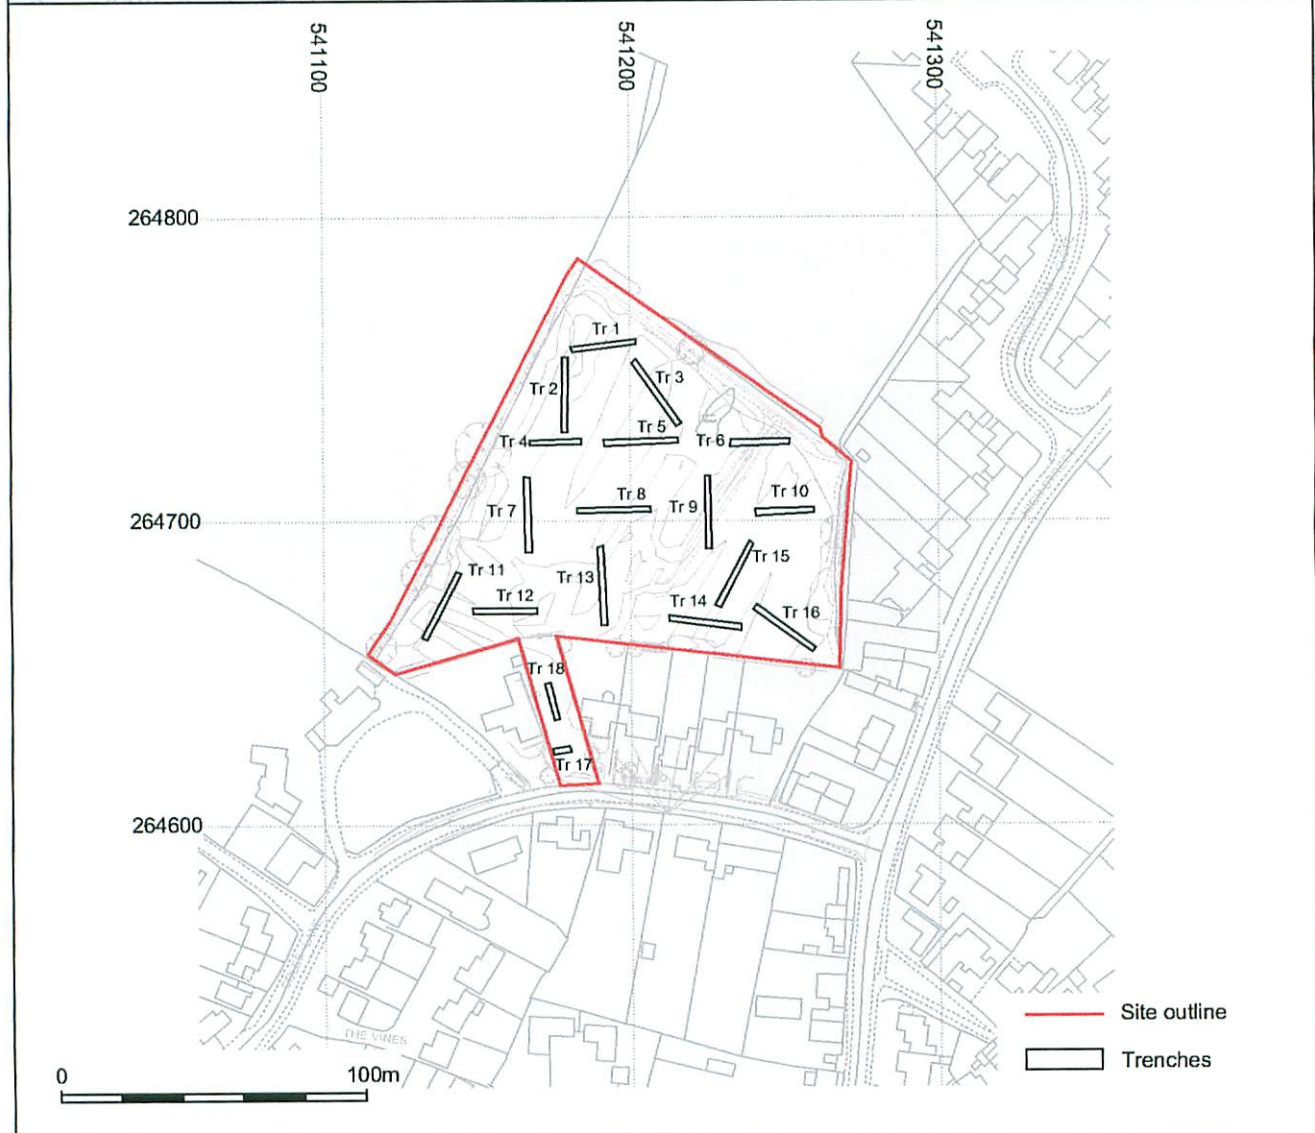 541100
541200
541300
264800
Tr 1
Tr 2
Tr 3
Tr 4
Tr 5
Tr 6
Tr 7
Tr 8
Tr 9
Tr 10
264700
Tr 11
Tr 12
Tr 13
Tr 14
Tr 15
Tr 16
Tr 18
Tr 17
264600
THE VINES
Site outline
Trenches
0
100m